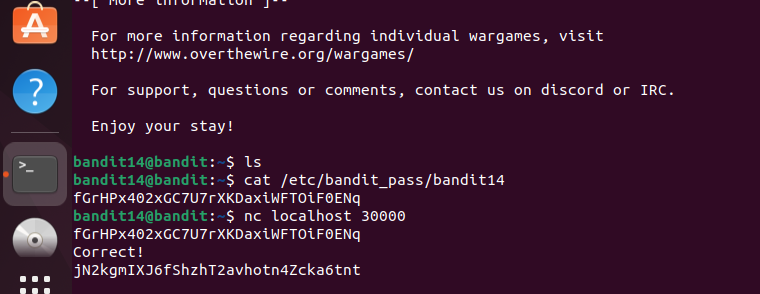 --[ More information ]--
For more information regarding individual wargames, visit
http://www.overthewire.org/wargames/
For support, questions or comments, contact us on discord or IRC.
Enjoy your stay!
bandit14@bandit:~$ ls
bandit14@bandit:~$ cat /etc/bandit_pass/bandit14
fGrHPx402xGC7U7rXKDaxiWFTOiF0ENq
bandit14@bandit:~$ nc localhost 30000
fGrHPx402xGC7U7rXKDaxiWFTOiF0ENq
Correct!
jN2kgmIXJ6fShzhT2avhotn4Zcka6tnt